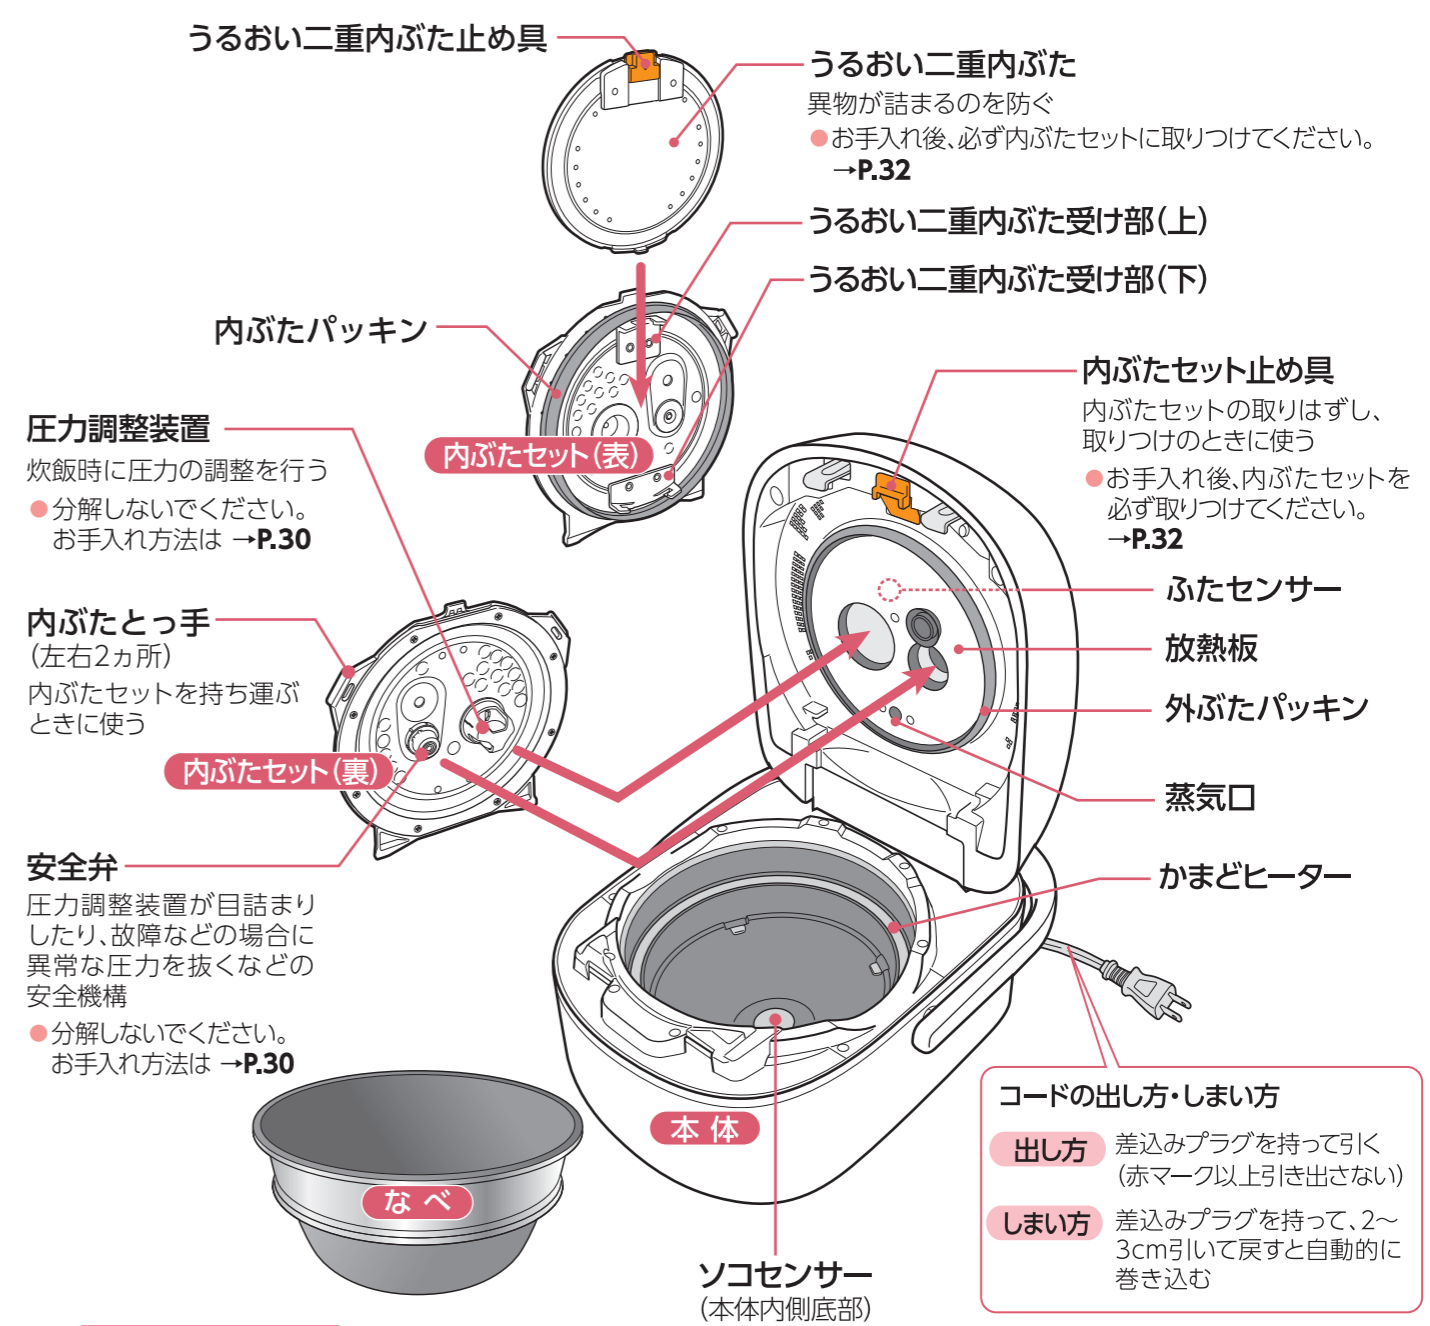 うるおい二重内ぶた止め具
うるおい二重内ぶた
異物が詰まるのを防ぐ
●お手入れ後、必ず内ぶたセットに取りつけてください。
→P.32
うるおい二重内ぶた受け部(上)
うるおい二重内ぶた受け部(下)
内ぶたパッキン
内ぶたセット(表)
圧力調整装置
炊飯時に圧力の調整を行う
●分解しないでください。
お手入れ方法は →P.30
内ぶたセット止め具
内ぶたセットの取りはずし、
取りつけのときに使う
●お手入れ後、内ぶたセットを
必ず取りつけてください。
→P.32
ふたセンサー
放熱板
外ぶたパッキン
蒸気口
かまどヒーター
内ぶたとっ手
(左右2ヵ所)
内ぶたセットを持ち運ぶ
ときに使う
内ぶたセット(裏)
安全弁
圧力調整装置が目詰まり
したり、故障などの場合に
異常な圧力を抜くなどの
安全機構
●分解しないでください。
お手入れ方法は →P.30
なべ
本体
ソコセンサー
(本体内側底部)
コードの出し方・しまい方
出し方 差込みプラグを持って引く
(赤マーク以上引き出さない)
しまい方 差込みプラグを持って、2〜
3cm引いて戻すと自動的に
巻き込む